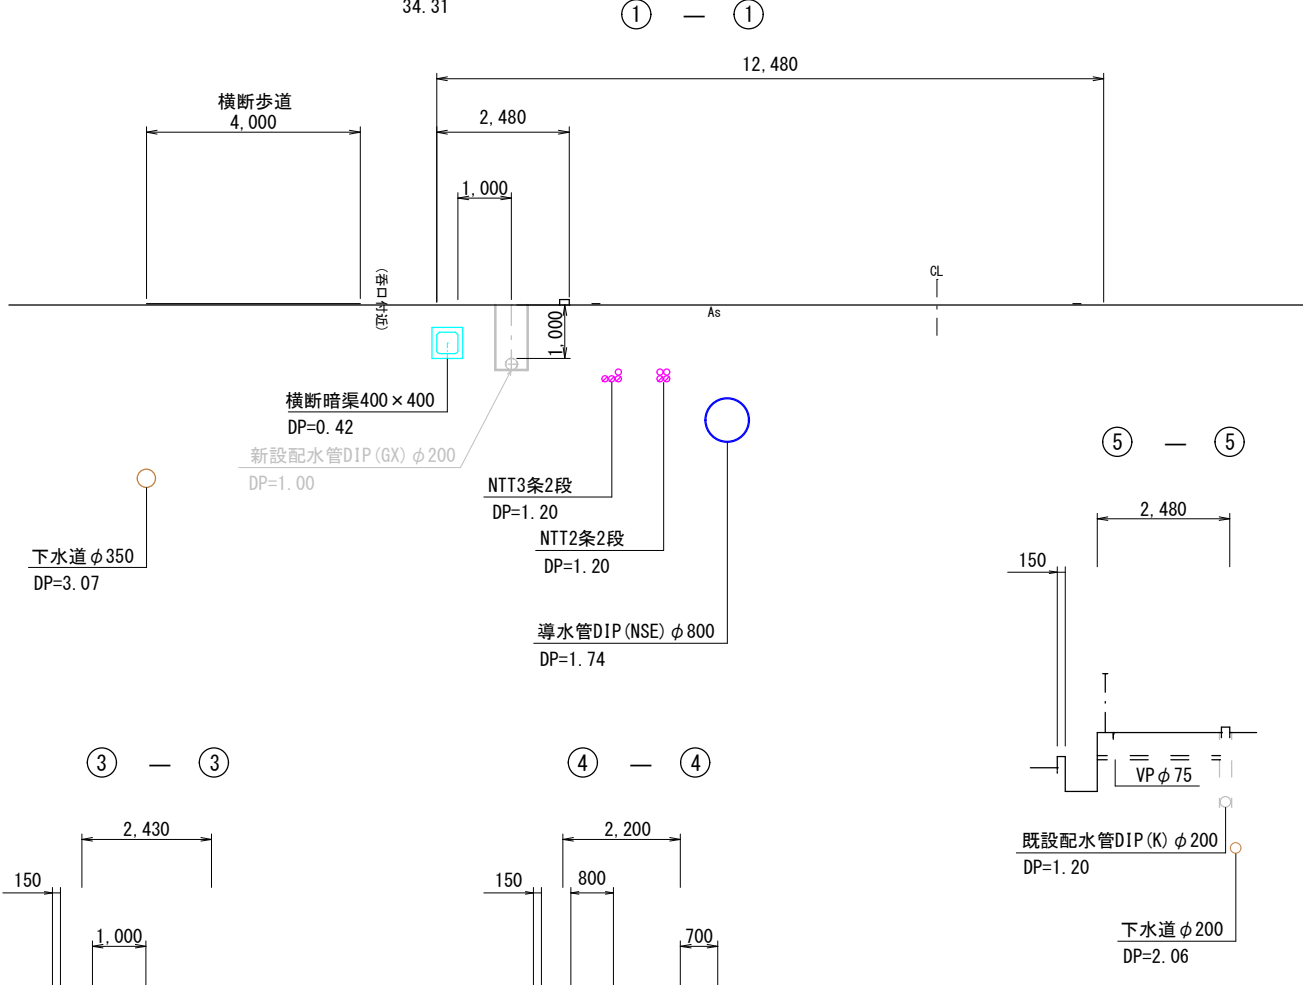 34.31
① — ①
12,480
横断歩道
4,000
2,480
1,000
(呑口付近)
CL
As
1,000
横断暗渠400×400
DP=0.42
新設配水管DIP(GX)φ200
DP=1.00
NTT3条2段
DP=1.20
NTT2条2段
DP=1.20
下水道φ350
DP=3.07
導水管DIP(NSE)φ800
DP=1.74
⑤ — ⑤
2,480
150
VPφ75
既設配水管DIP(K)φ200
DP=1.20
下水道φ200
DP=2.06
③ — ③
2,430
150
1,000
④ — ④
2,200
150
800
700